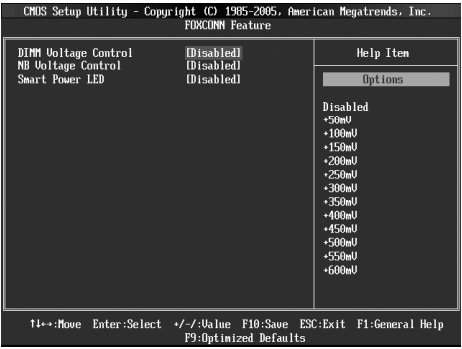 CMOS Setup Utility - Copyright (C) 1985-2005, American Megatrends, Inc.
FOXCONN Feature
DIMM Voltage Control [Disabled]
NB Voltage Control [Disabled]
Smart Power LED [Disabled]
Help Item
Options
Disabled
+50mV
+100mV
+150mV
+200mV
+250mV
+300mV
+350mV
+400mV
+450mV
+500mV
+550mV
+600mV
↑↓↔:Move Enter:Select +/-/:Value F10:Save ESC:Exit F1:General Help
F9:Optimized Defaults